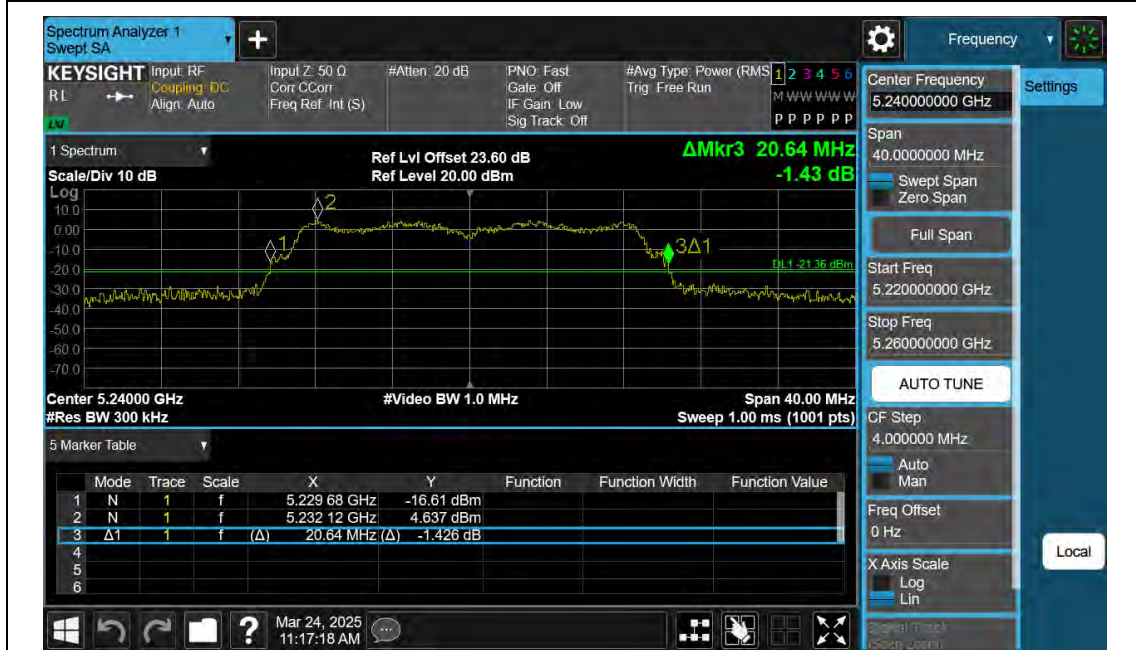 Spectrum Analyzer 1
Swept SA
+
Frequency
KEYSIGHT
RL
LXI
Input: RF
Coupling: DC
Align: Auto
Input Z: 50 Ω
Corr CCorr
Freq Ref: Int (S)
#Atten: 20 dB
PNO: Fast
Gate: Off
IF Gain: Low
Sig Track: Off
#Avg Type: Power (RMS
Trig: Free Run
1 2 3 4 5 6
M W W W W W
P P P P P P
1 Spectrum
Scale/Div 10 dB
Ref Lvl Offset 23.60 dB
Ref Level 20.00 dBm
ΔMkr3 20.64 MHz
-1.43 dB
Log
10.0
0.00
-10.0
-20.0
-30.0
-40.0
-50.0
-60.0
-70.0
1
2
3Δ1
DL1 -21.36 dBm
Center 5.24000 GHz
#Video BW 1.0 MHz
Span 40.00 MHz
#Res BW 300 kHz
Sweep 1.00 ms (1001 pts)
5 Marker Table
Mode Trace Scale X Y Function Function Width Function Value
1 N 1 f 5.229 68 GHz -16.61 dBm
2 N 1 f 5.232 12 GHz 4.637 dBm
3 Δ1 1 f (Δ) 20.64 MHz (Δ) -1.426 dB
4
5
6
?
Mar 24, 2025
11:17:18 AM
Center Frequency
5.240000000 GHz
Settings
Span
40.0000000 MHz
Swept Span
Zero Span
Full Span
Start Freq
5.220000000 GHz
Stop Freq
5.260000000 GHz
AUTO TUNE
CF Step
4.000000 MHz
Auto
Man
Freq Offset
0 Hz
X Axis Scale
Log
Lin
Signal Track
(Span Zoom)
Local